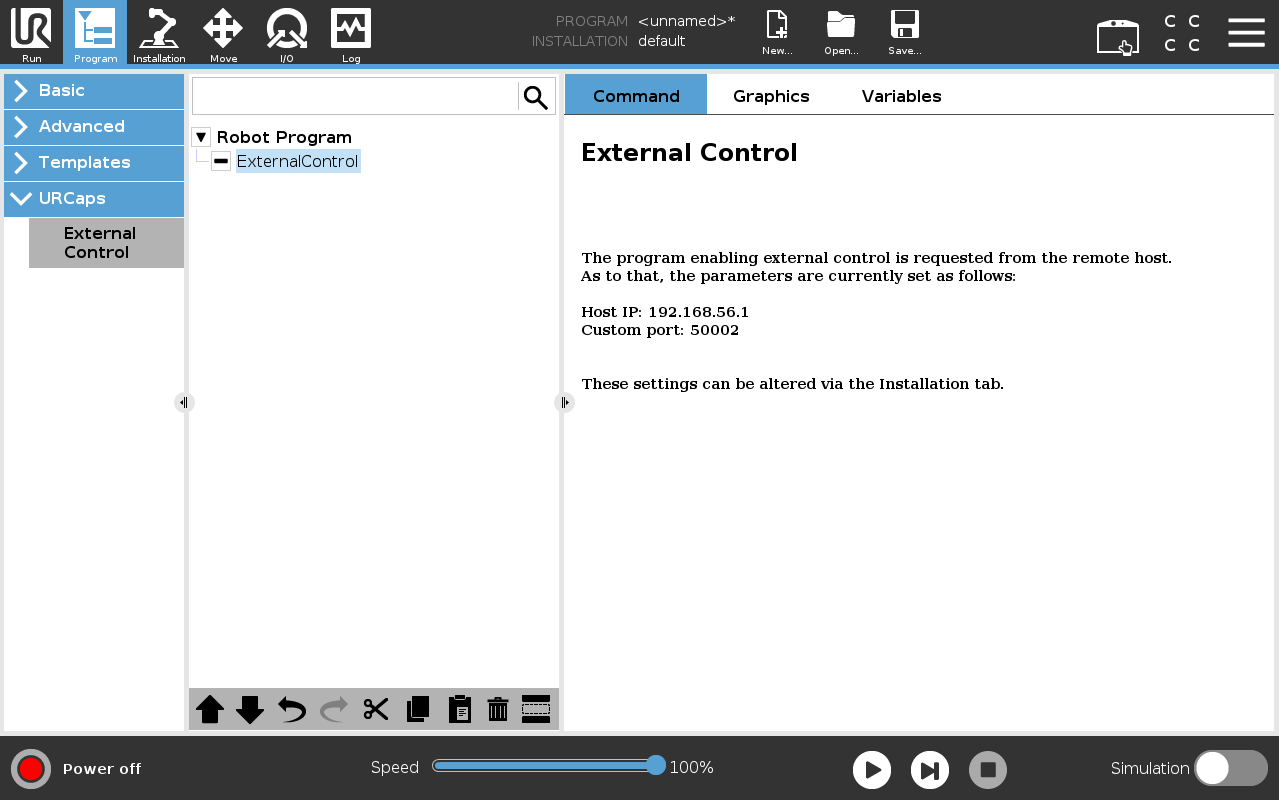 UR
Run
Program
Installation
Move
I/O
Log
PROGRAM <unnamed>*
INSTALLATION default
New...
Open...
Save...
C C
C C
Basic
Advanced
Templates
URCaps
External
Control
Robot Program
ExternalControl
Command Graphics Variables
External Control
The program enabling external control is requested from the remote host.
As to that, the parameters are currently set as follows:
Host IP: 192.168.56.1
Custom port: 50002
These settings can be altered via the Installation tab.
Power off
Speed 100%
Simulation